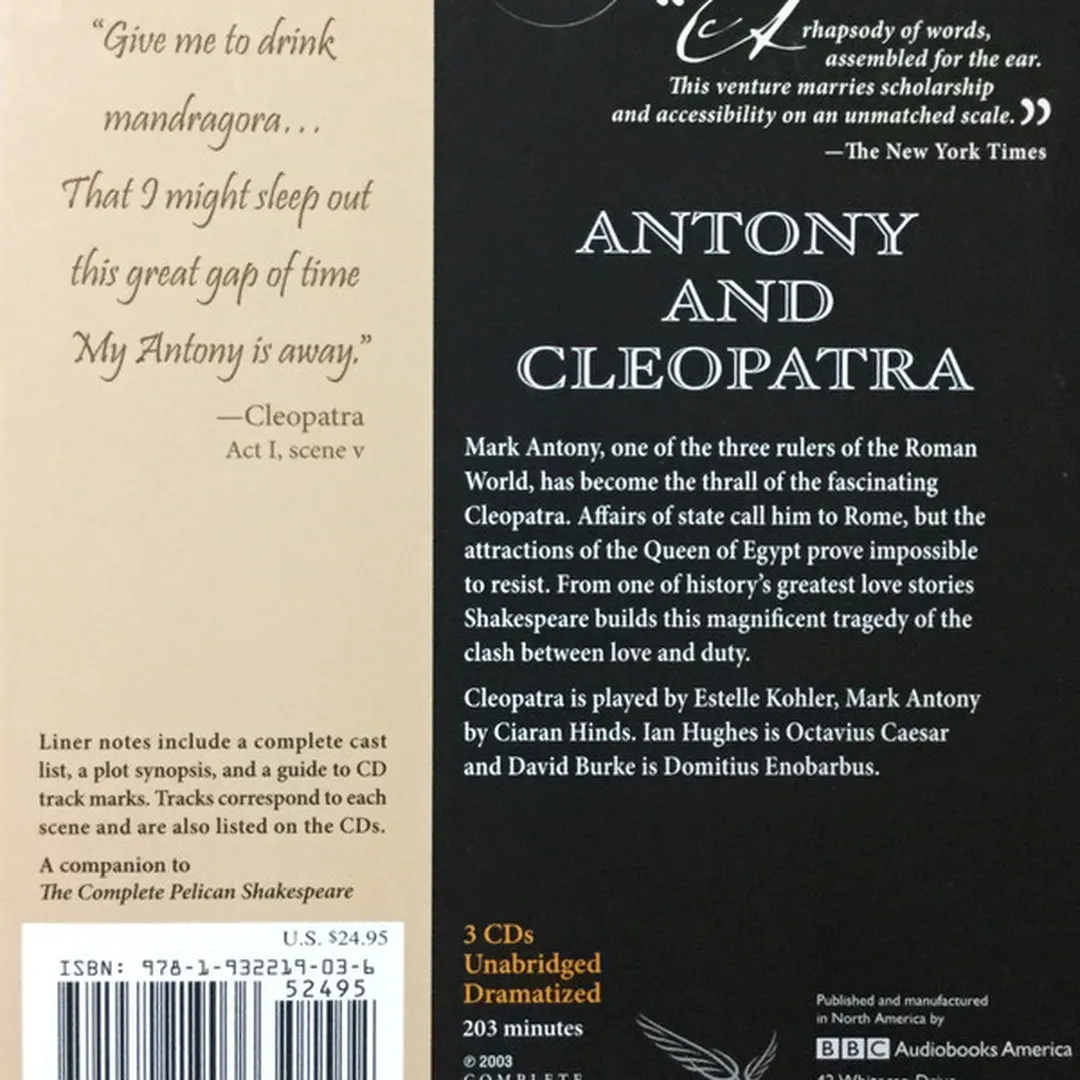 “Give me to drink
mandragora...
That I might sleep out
this great gap of time
My Antony is away.”
—Cleopatra
Act I, scene v
Liner notes include a complete cast
list, a plot synopsis, and a guide to CD
track marks. Tracks correspond to each
scene and are also listed on the CDs.
A companion to
The Complete Pelican Shakespeare
U.S. $24.95
ISBN: 978-1-932219-03-6
52495
“A rhapsody of words,
assembled for the ear.
This venture marries scholarship
and accessibility on an unmatched scale.”
—The New York Times
ANTONY
AND
CLEOPATRA
Mark Antony, one of the three rulers of the Roman
World, has become the thrall of the fascinating
Cleopatra. Affairs of state call him to Rome, but the
attractions of the Queen of Egypt prove impossible
to resist. From one of history’s greatest love stories
Shakespeare builds this magnificent tragedy of the
clash between love and duty.
Cleopatra is played by Estelle Kohler, Mark Antony
by Ciaran Hinds. Ian Hughes is Octavius Caesar
and David Burke is Domitius Enobarbus.
3 CDs
Unabridged
Dramatized
203 minutes
℗ 2003
COMPLETE
Published and manufactured
in North America by
BBC Audiobooks America